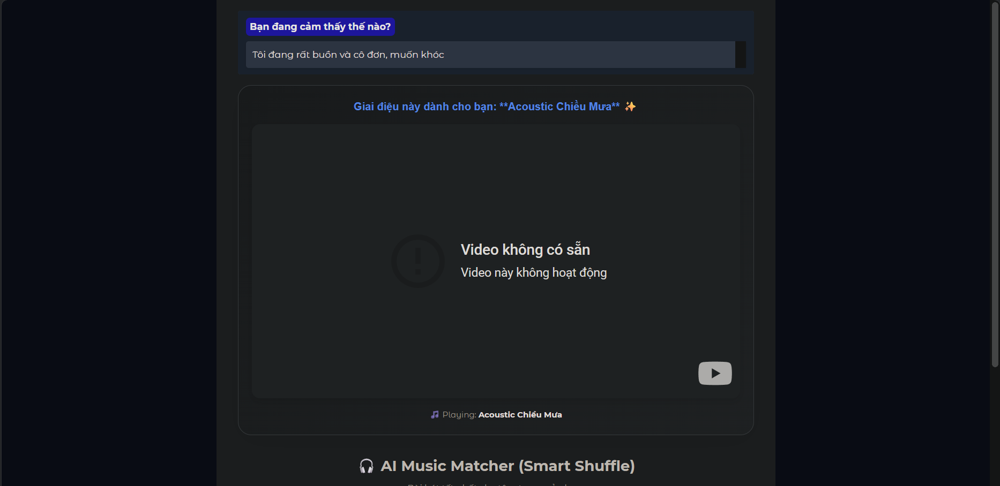 Bạn đang cảm thấy thế nào?
Tôi đang rất buồn và cô đơn, muốn khóc
Giai điệu này dành cho bạn: **Acoustic Chiều Mưa** ✨
Video không có sẵn
Video này không hoạt động
🎵 Playing: Acoustic Chiều Mưa
🎧 AI Music Matcher (Smart Shuffle)